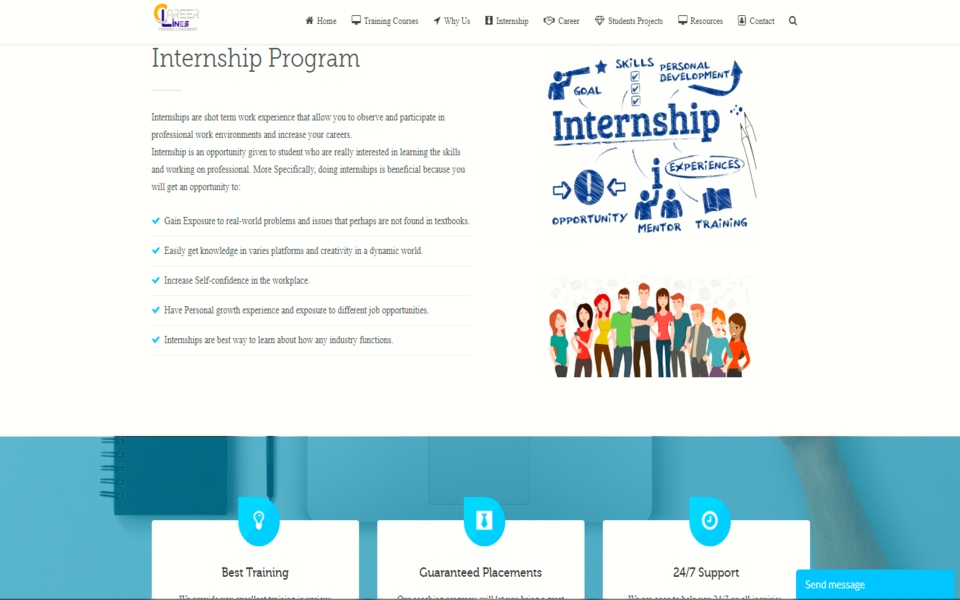 CAREER
LINES
Home
Training Courses
Why Us
Internship
Career
Students Projects
Resources
Contact
Internship Program
Internships are shot term work experience that allow you to observe and participate in
professional work environments and increase your careers.
Internship is an opportunity given to student who are really interested in learning the skills
and working on professional. More Specifically, doing internships is beneficial because you
will get an opportunity to:
Gain Exposure to real-world problems and issues that perhaps are not found in textbooks.
Easily get knowledge in varies platforms and creativity in a dynamic world.
Increase Self-confidence in the workplace.
Have Personal growth experience and exposure to different job opportunities.
Internships are best way to learn about how any industry functions.
GOAL
SKILLS
PERSONAL
DEVELOPMENT
Internship
EXPERIENCES
OPPORTUNITY
MENTOR
TRAINING
Best Training
Guaranteed Placements
24/7 Support
Send message